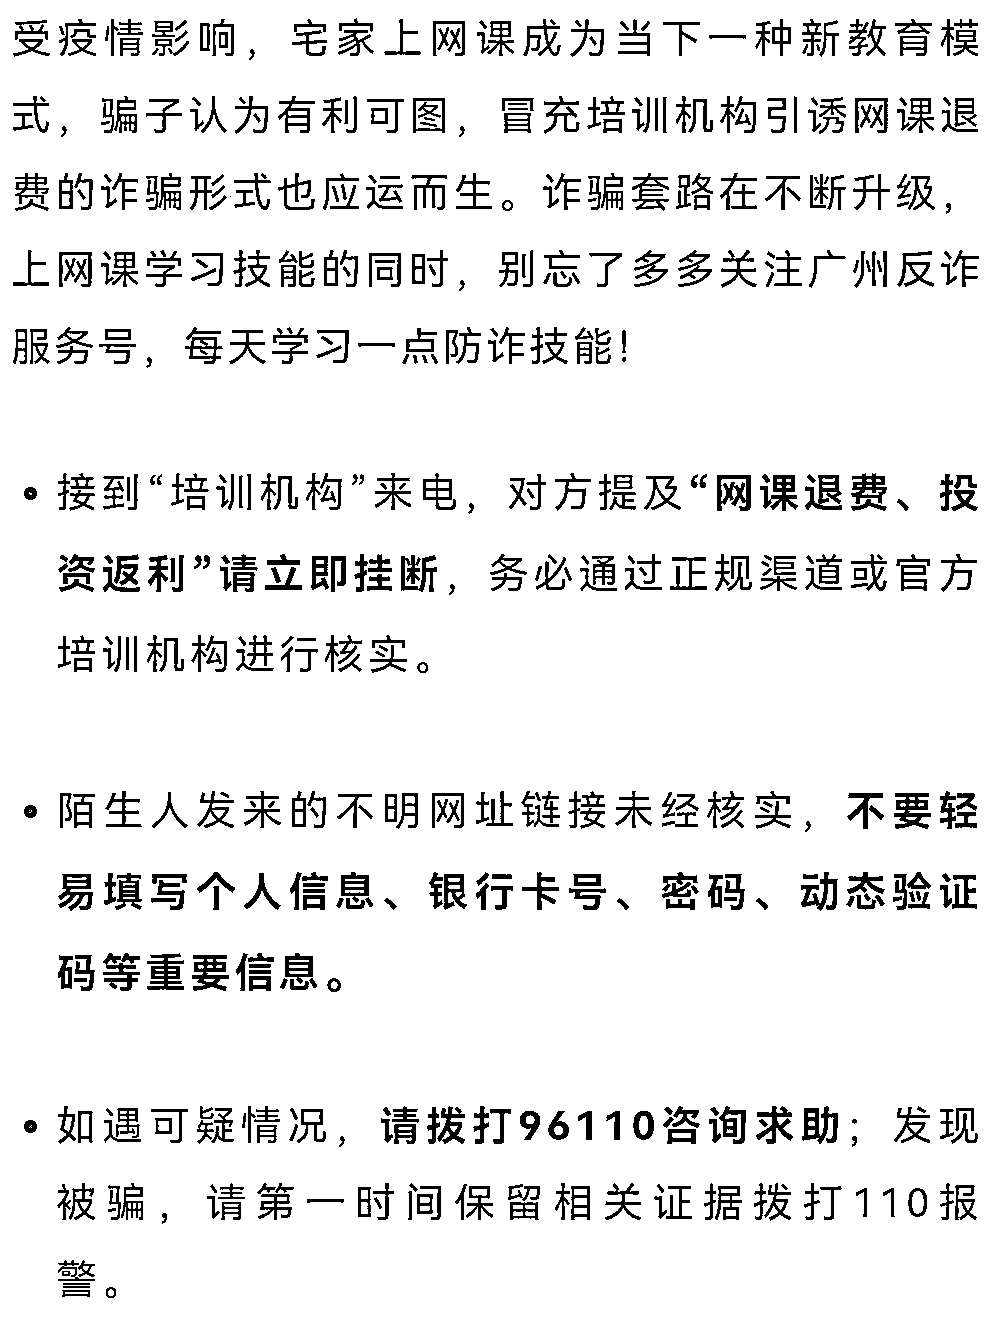 受疫情影响，宅家上网课成为当下一种新教育模
式，骗子认为有利可图，冒充培训机构引诱网课退
费的诈骗形式也应运而生。诈骗套路在不断升级，
上网课学习技能的同时，别忘了多多关注广州反诈
服务号，每天学习一点防诈技能！
• 接到“培训机构”来电，对方提及“网课退费、投
资返利”请立即挂断，务必通过正规渠道或官方
培训机构进行核实。
• 陌生人发来的不明网址链接未经核实，不要轻
易填写个人信息、银行卡号、密码、动态验证
码等重要信息。
• 如遇可疑情况，请拨打96110咨询求助；发现
被骗，请第一时间保留相关证据拨打110报
警。